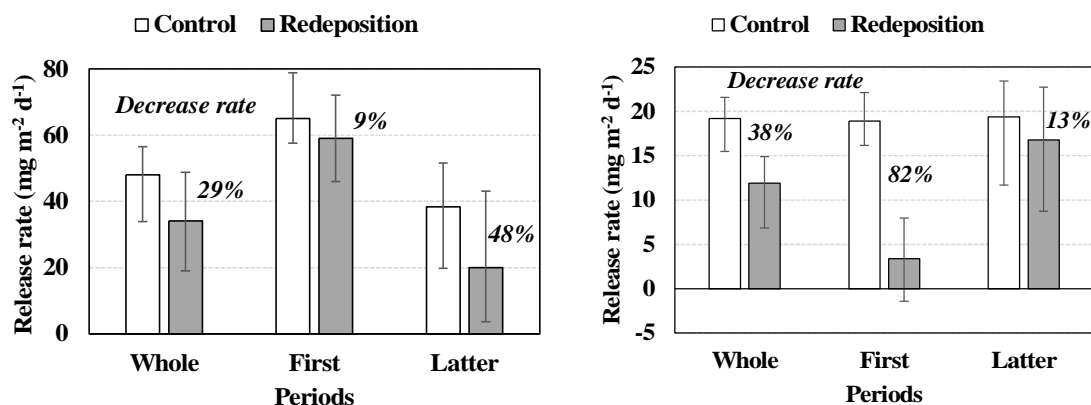 Control Redeposition
Release rate (mg m-2 d-1)
80
60
40
20
0
Decrease rate
29%
9%
48%
Whole First Latter
Periods
Control Redeposition
Release rate (mg m-2 d-1)
25
20
15
10
5
0
-5
Decrease rate
38%
82%
13%
Whole First Latter
Periods